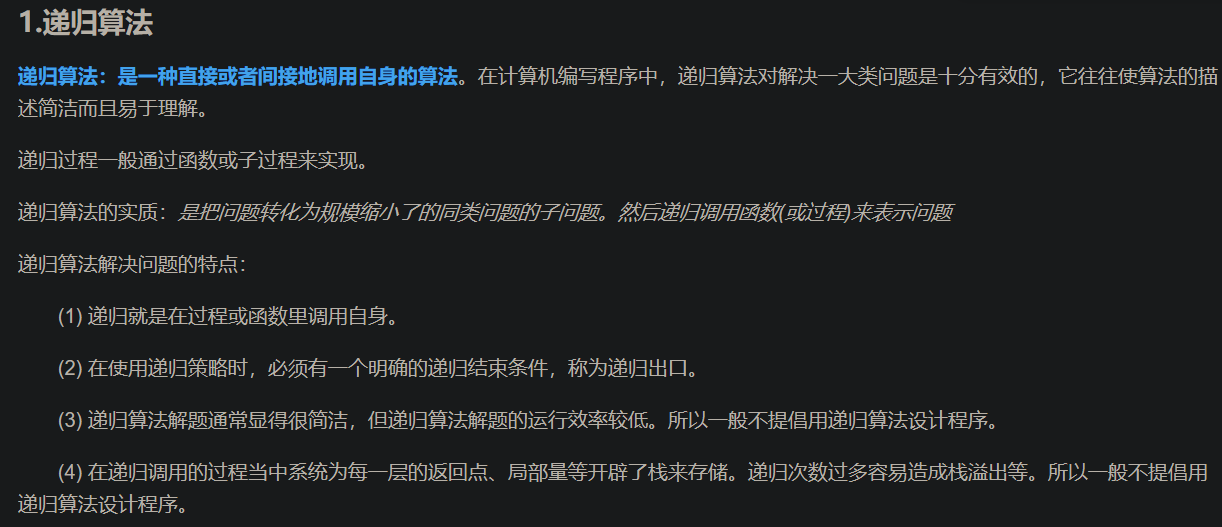 1.递归算法
递归算法：是一种直接或者间接地调用自身的算法。在计算机编写程序中，递归算法对解决一大类问题是十分有效的，它往往使算法的描
述简洁而且易于理解。
递归过程一般通过函数或子过程来实现。
递归算法的实质：是把问题转化为规模缩小了的同类问题的子问题。然后递归调用函数(或过程)来表示问题
递归算法解决问题的特点：
(1) 递归就是在过程或函数里调用自身。
(2) 在使用递归策略时，必须有一个明确的递归结束条件，称为递归出口。
(3) 递归算法解题通常显得很简洁，但递归算法解题的运行效率较低。所以一般不提倡用递归算法设计程序。
(4) 在递归调用的过程当中系统为每一层的返回点、局部量等开辟了栈来存储。递归次数过多容易造成栈溢出等。所以一般不提倡用
递归算法设计程序。